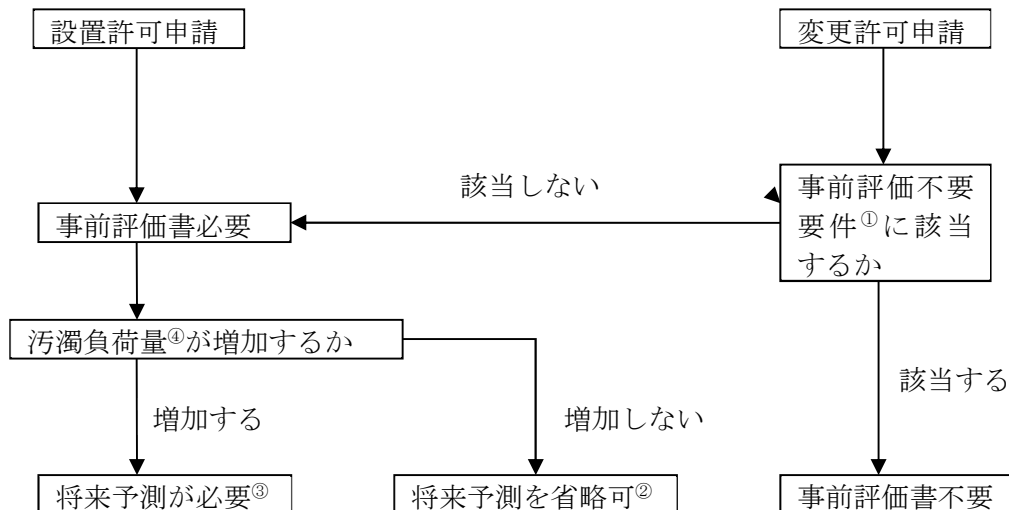 設置許可申請
変更許可申請
該当しない
事前評価不要
要件①に該当
するか
事前評価書必要
汚濁負荷量④が増加するか
該当する
増加する
増加しない
将来予測が必要③
将来予測を省略可②
事前評価書不要